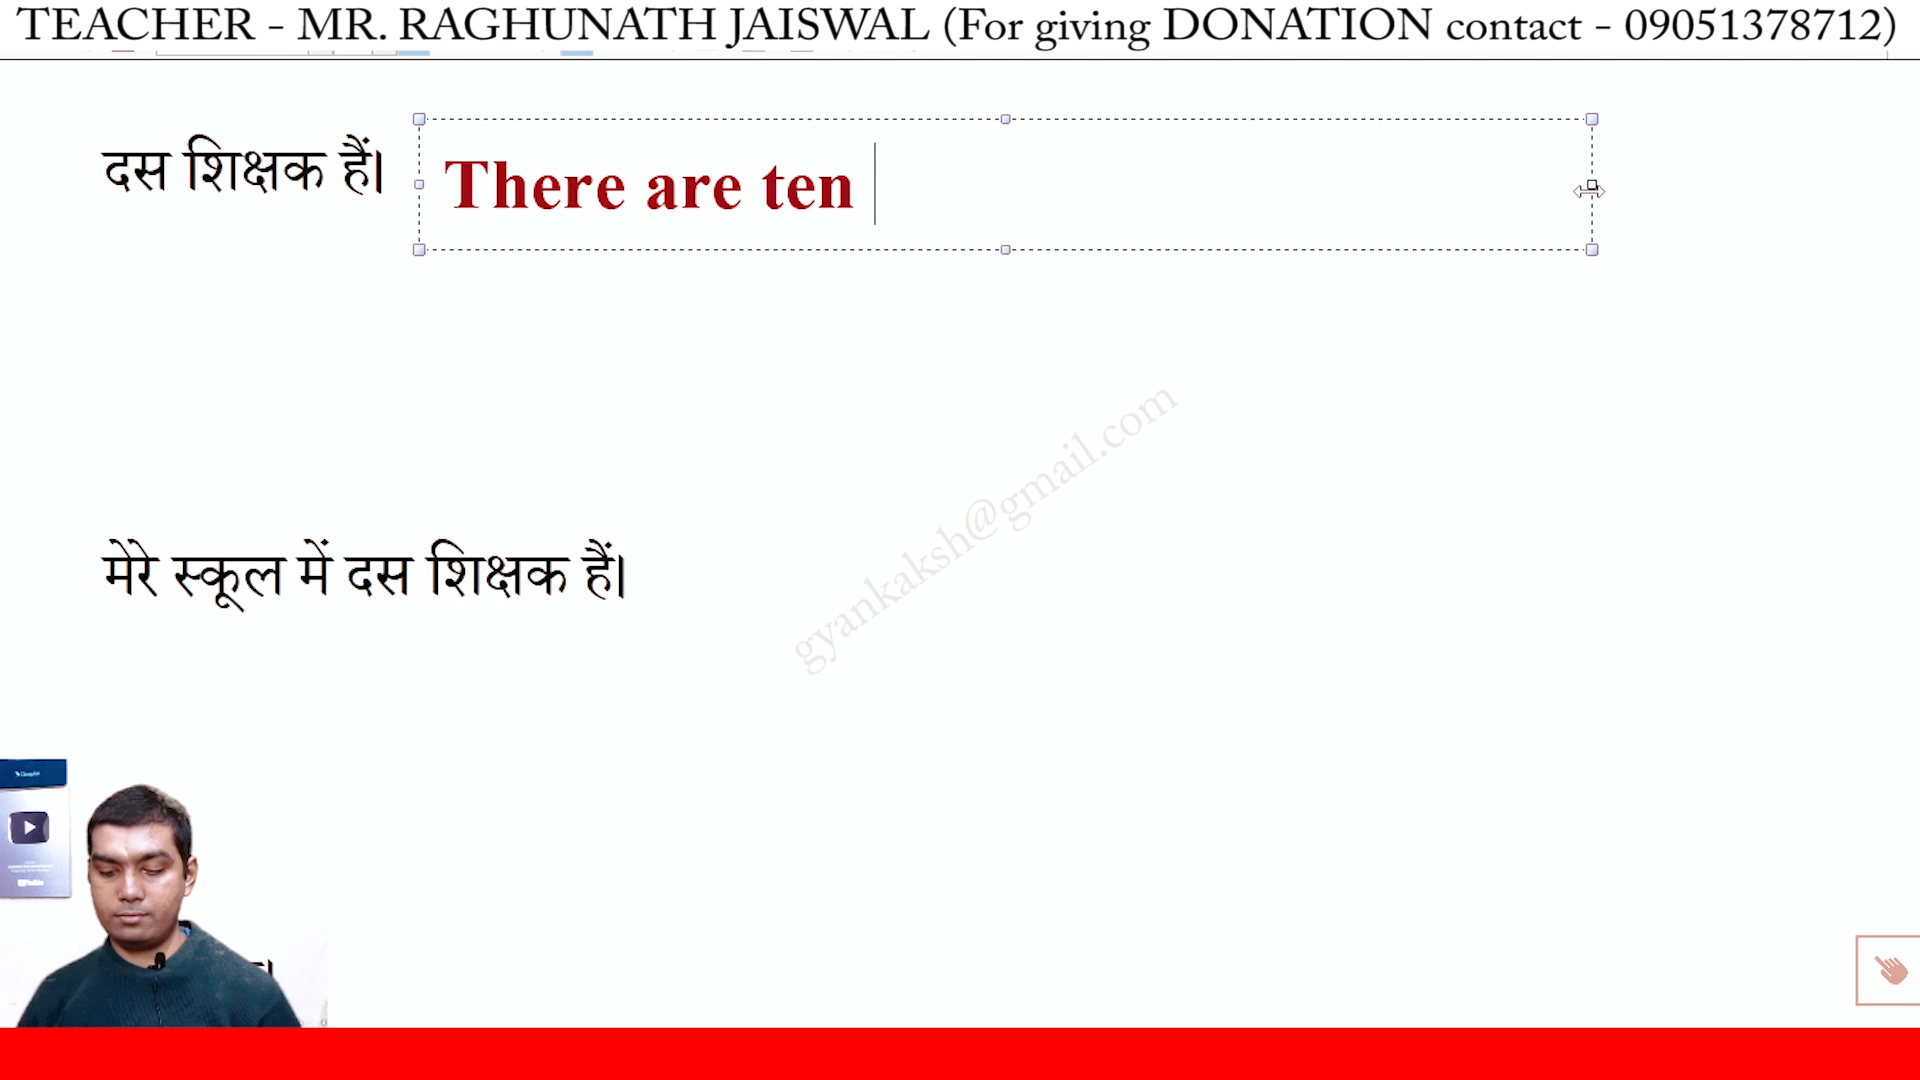 TEACHER - MR. RAGHUNATH JAISWAL (For giving DONATION contact - 09051378712)
दस शिक्षक हैं। There are ten
gyankaksh@gmail.com
मेरे स्कूल में दस शिक्षक हैं।